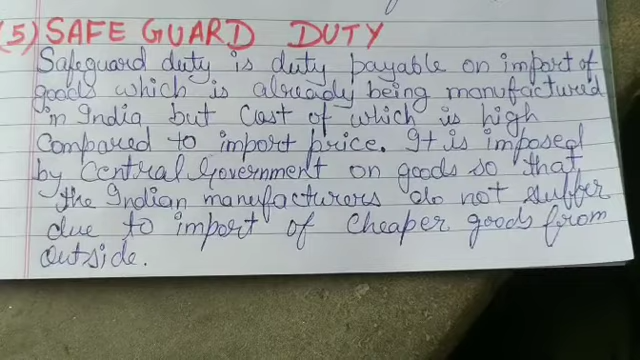 (5) SAFE GUARD DUTY
Safeguard duty is duty payable on import of
goods which is already being manufactured
in India but Cost of which is high
Compared to import price. It is imposed
by Central Government on goods so that
the Indian manufacturers do not suffer
due to import of Cheaper goods from
outside.